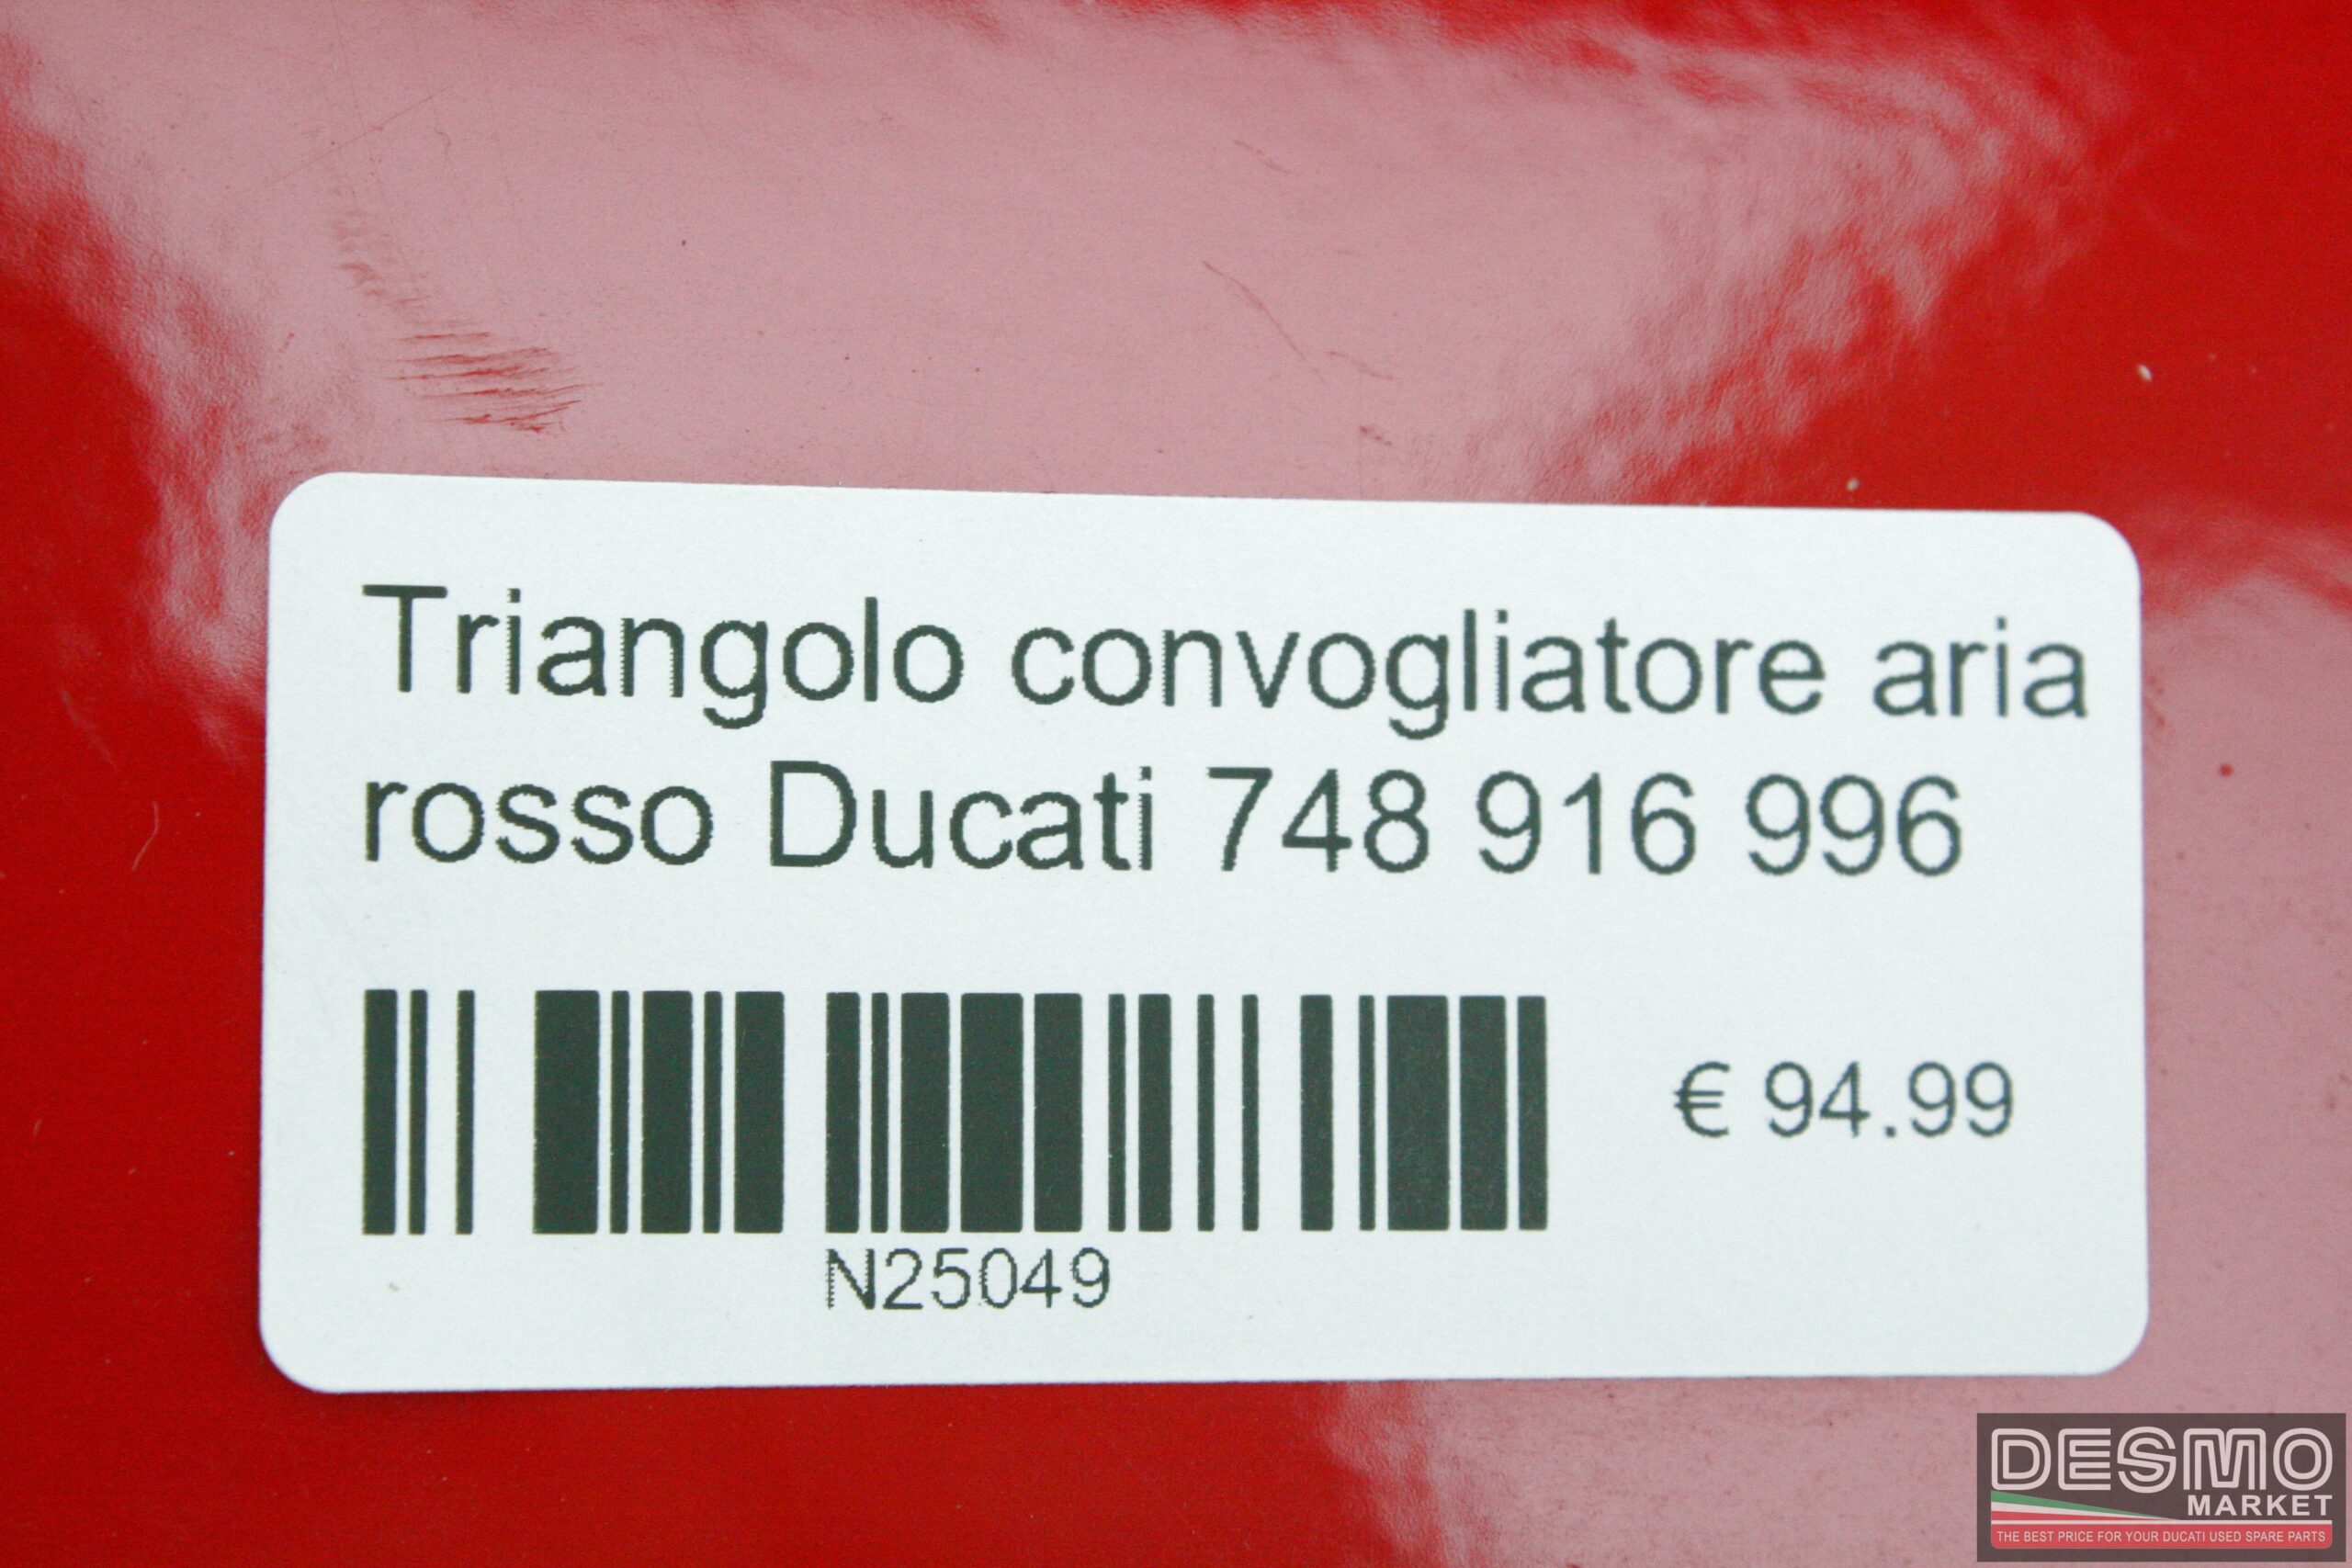 Triangolo convogliatore aria
rosso Ducati 748 916 996
€ 94.99
N25049
DESMO
MARKET
THE BEST PRICE FOR YOUR DUCATI USED SPARE PARTS